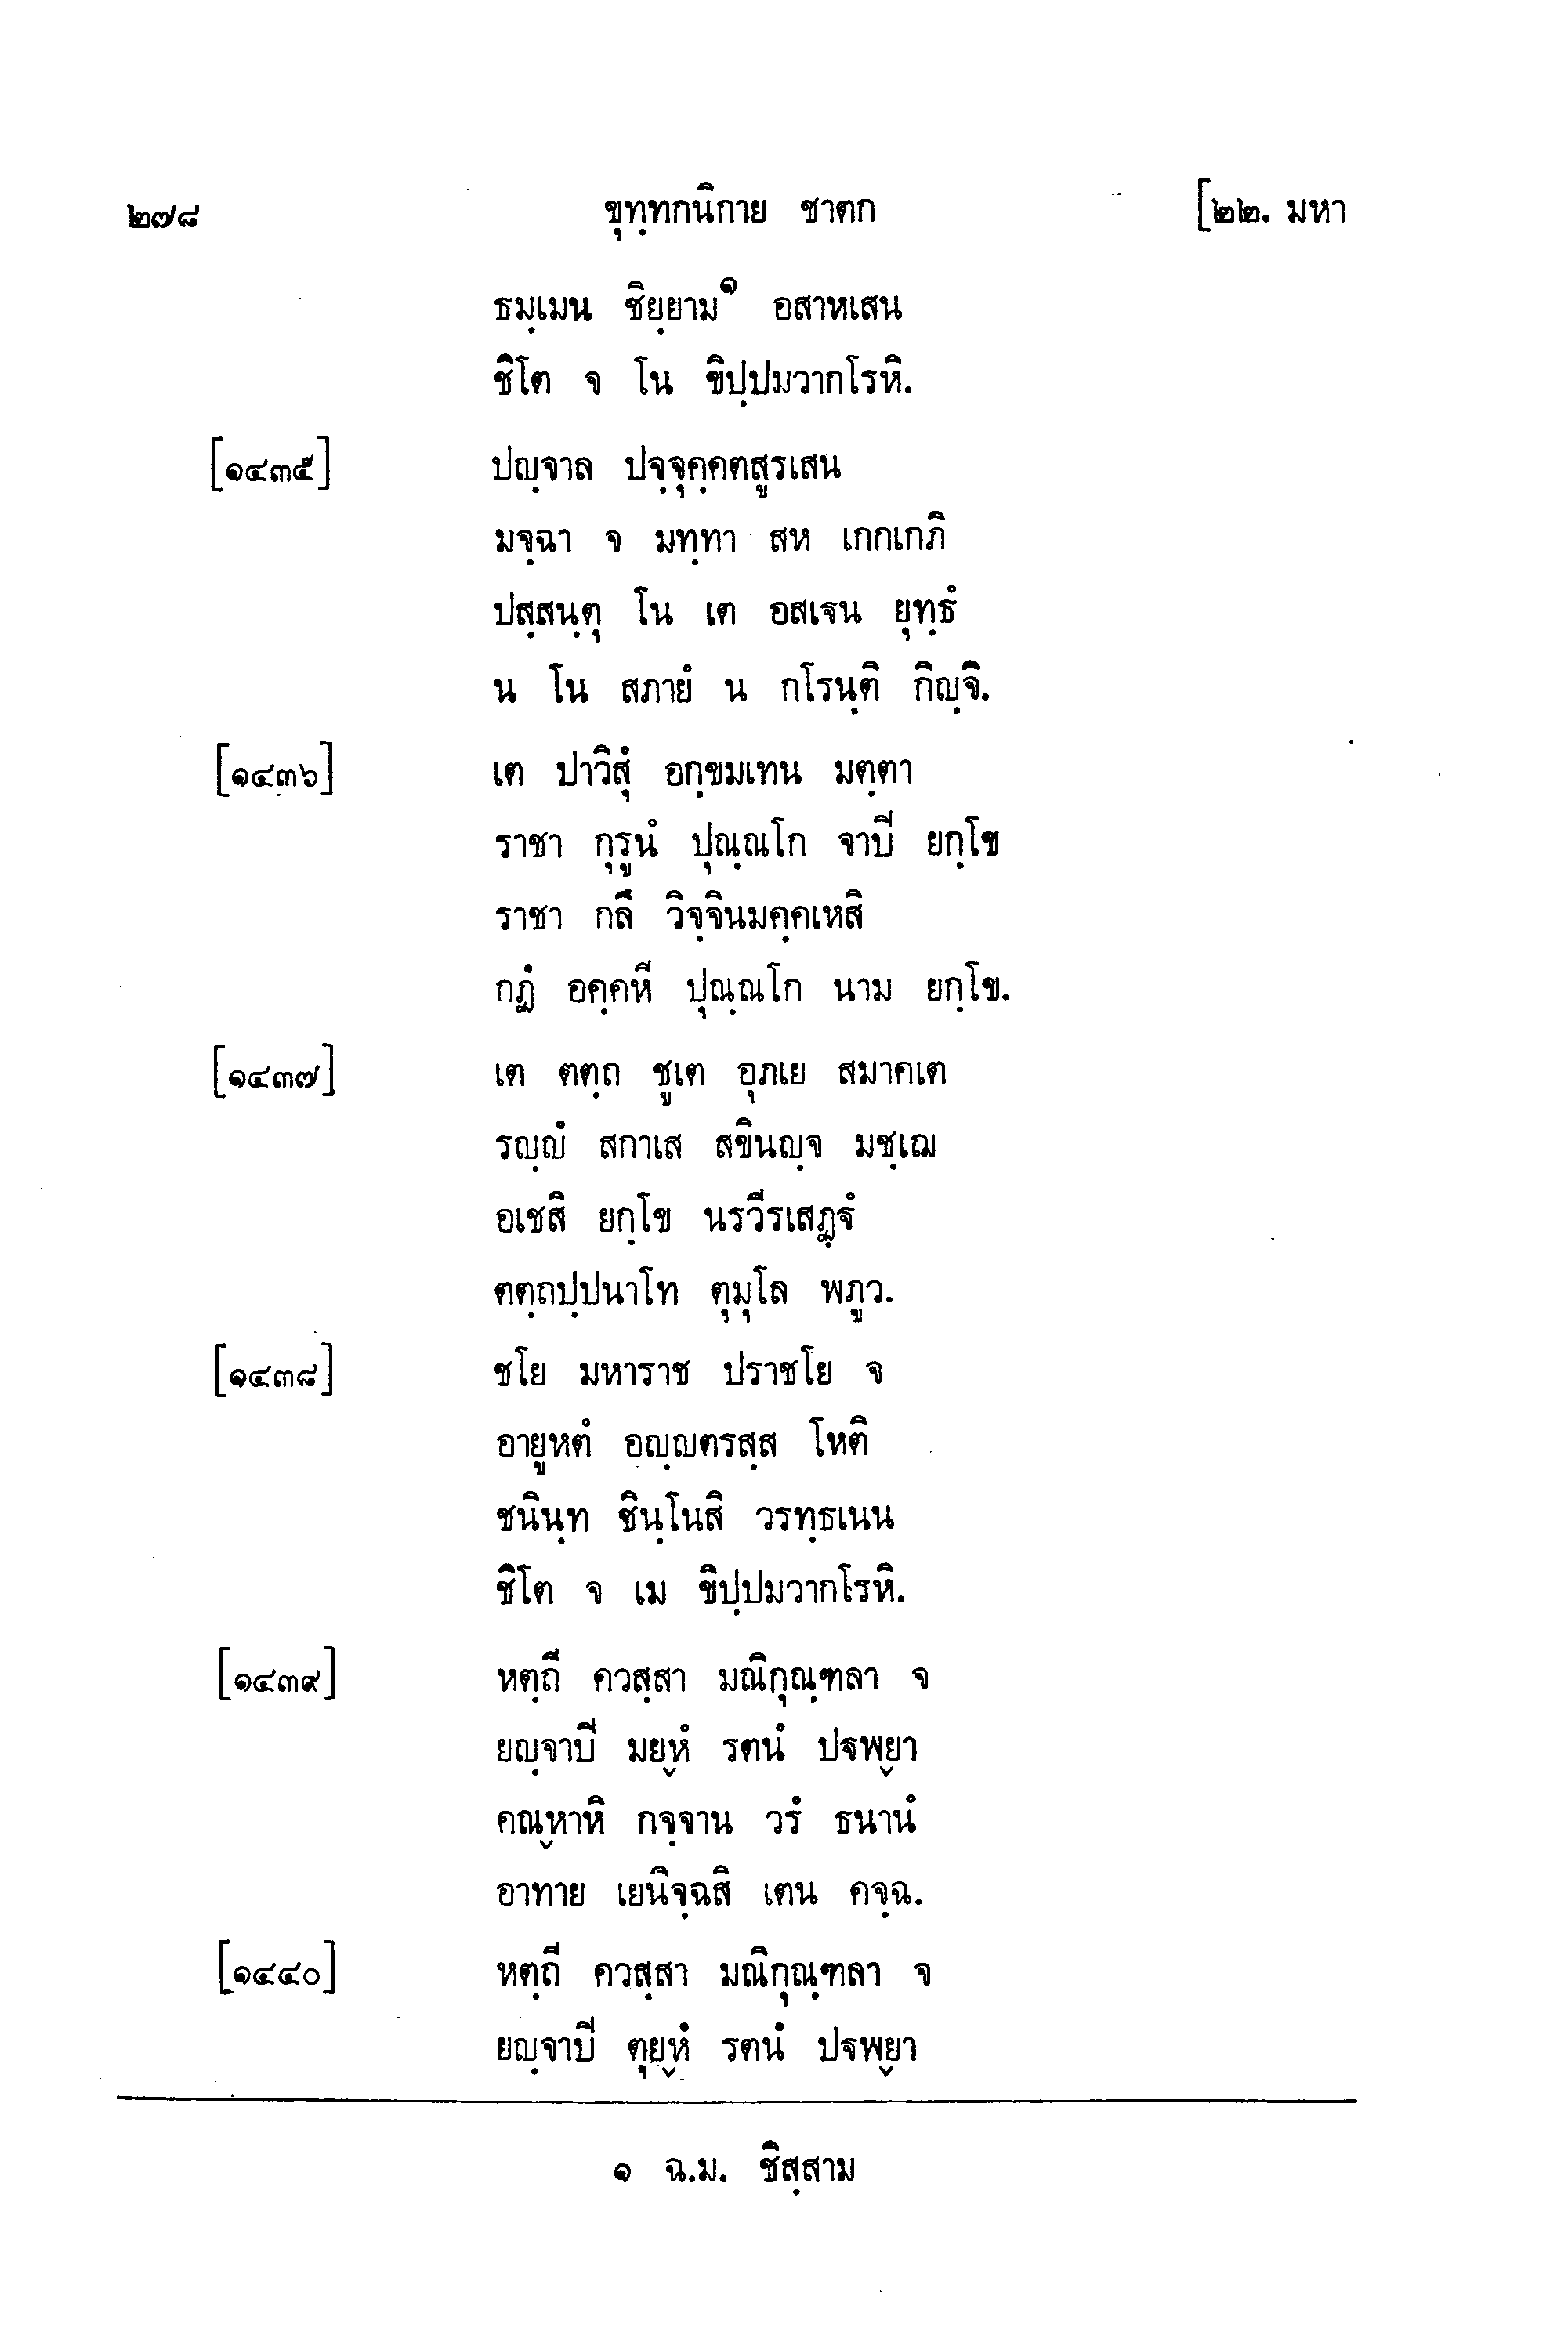 ๒๗๘ ขุทฺทกนิกาย ชาตก [๒๒. มหา
ธมฺเมน ชิยฺยาม๑ อสาหเสน
ชิโต จ โน ขิปฺปมวากโรหิ.
[๑๔๓๕] ปญฺจาล ปจฺจุคฺคตสูรเสน
มจฺฉา จ มทฺทา สห เกกเกภิ
ปสฺสนฺตุ โน เต อสเฐน ยุทฺธํ
น โน สภายํ น กโรนฺติ กิญฺจิ.
[๑๔๓๖] เต ปาวิสุํ อกฺขมเทน มตฺตา
ราชา กุรูนํ ปุณฺณโก จาปิ ยกฺโข
ราชา กลึ วิจฺจินมคฺคเหสิ
กฏํ อคฺคหี ปุณฺณโก นาม ยกฺโข.
[๑๔๓๗] เต ตตฺถ ชูเต อุภเย สมาคเต
รญฺญํ สกาเส สขินญฺจ มชฺเฌ
อเชสิ ยกฺโข นรวีรเสฏฺฐํ
ตตฺถปฺปนาโท ตุมุโล พภูว.
[๑๔๓๘] ชโย มหาราช ปราชโย จ
อายูหตํ อญฺญตรสฺส โหติ
ชนินฺท ชินฺโนสิ วรทฺธเนน
ชิโต จ เม ขิปฺปมวากโรหิ.
[๑๔๓๙] หตฺถี ควสฺสา มณิกุณฺฑลา จ
ยญฺจาปิ มยฺหํ รตนํ ปฐพฺยา
คณฺหาหิ กจฺจาน วรํ ธนานํ
อาทาย เยนิจฺฉสิ เตน คจฺฉ.
[๑๔๔๐] หตฺถี ควสฺสา มณิกุณฺฑลา จ
ยญฺจาปิ ตุยฺหํ รตนํ ปฐพฺยา
๑ ฉ.ม. ชิสฺสาม